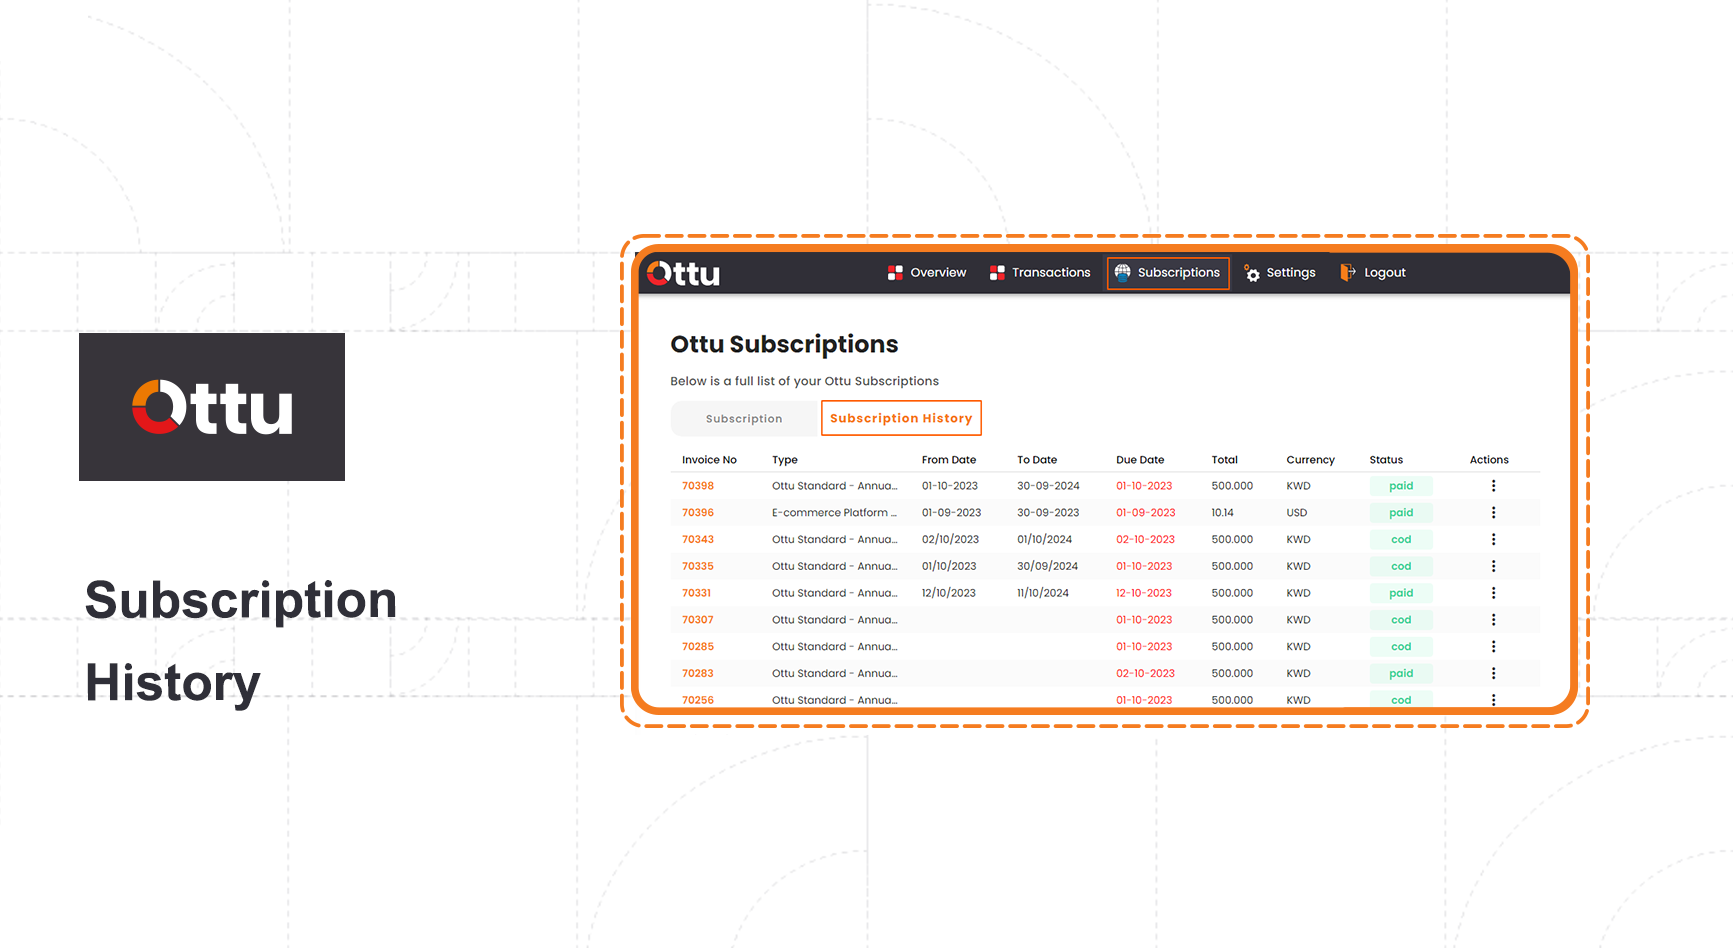 Ottu
Subscription
History
Ottu Overview Transactions Subscriptions Settings Logout
Ottu Subscriptions
Below is a full list of your Ottu Subscriptions
Subscription Subscription History
Invoice No Type From Date To Date Due Date Total Currency Status Actions
70398 Ottu Standard - Annua... 01-10-2023 30-09-2024 01-10-2023 500.000 KWD paid
70396 E-commerce Platform ... 01-09-2023 30-09-2023 01-09-2023 10.14 USD paid
70343 Ottu Standard - Annua... 02/10/2023 01/10/2024 02-10-2023 500.000 KWD cod
70335 Ottu Standard - Annua... 01/10/2023 30/09/2024 01-10-2023 500.000 KWD cod
70331 Ottu Standard - Annua... 12/10/2023 11/10/2024 12-10-2023 500.000 KWD paid
70307 Ottu Standard - Annua... 01-10-2023 500.000 KWD cod
70285 Ottu Standard - Annua... 01-10-2023 500.000 KWD cod
70283 Ottu Standard - Annua... 02-10-2023 500.000 KWD paid
70256 Ottu Standard - Annua... 01-10-2023 500.000 KWD cod